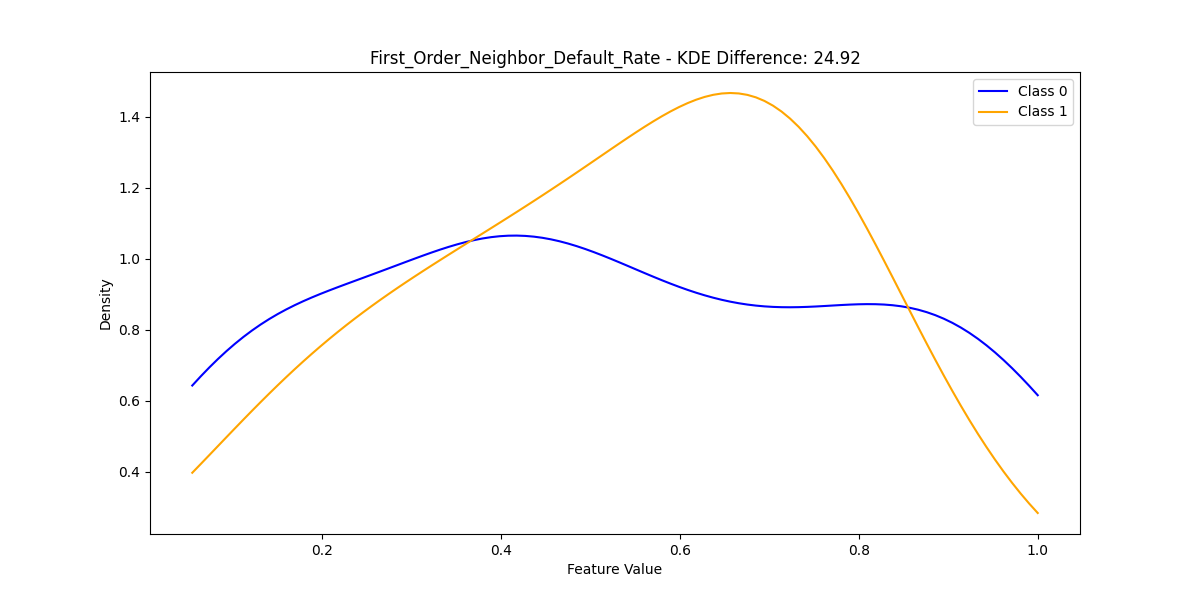 First_Order_Neighbor_Default_Rate - KDE Difference: 24.92
Class 0
Class 1
1.4
1.2
1.0
0.8
0.6
0.4
Density
0.2
0.4
0.6
0.8
1.0
Feature Value